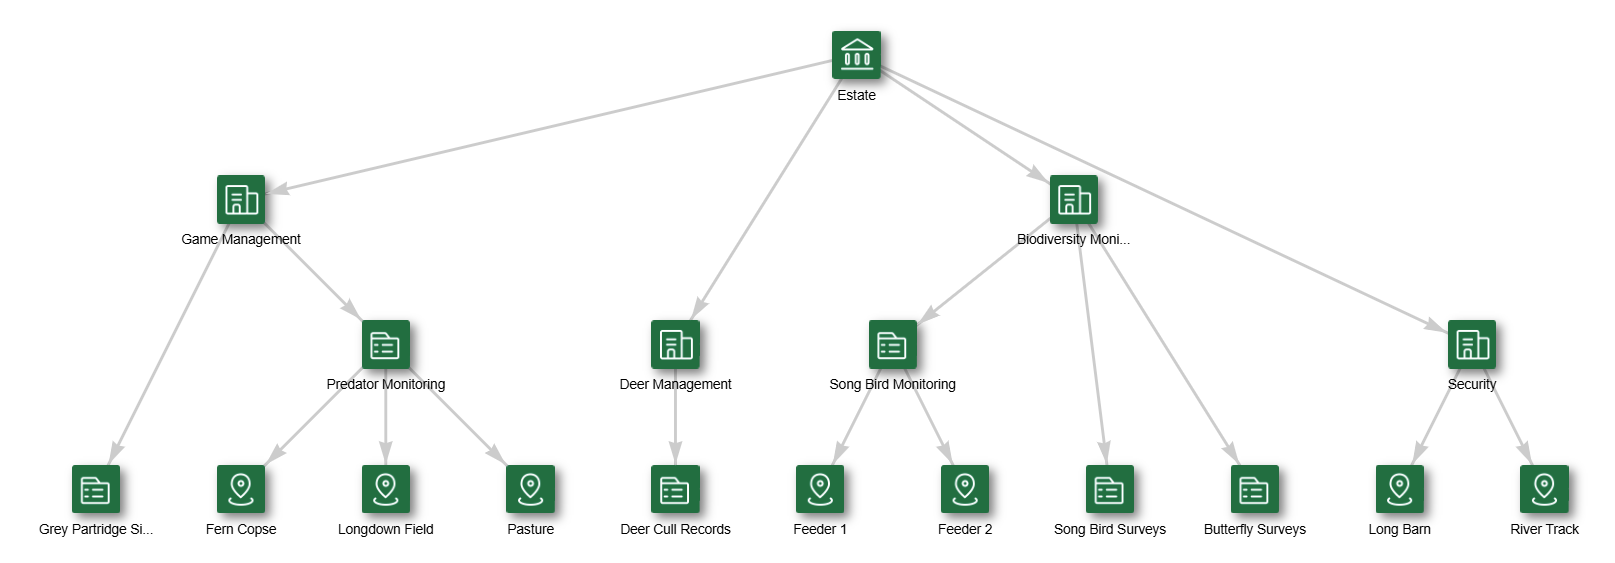 Estate
Game Management
Biodiversity Moni...
Predator Monitoring
Deer Management
Song Bird Monitoring
Security
Grey Partridge Si...
Fern Copse
Longdown Field
Pasture
Deer Cull Records
Feeder 1
Feeder 2
Song Bird Surveys
Butterfly Surveys
Long Barn
River Track